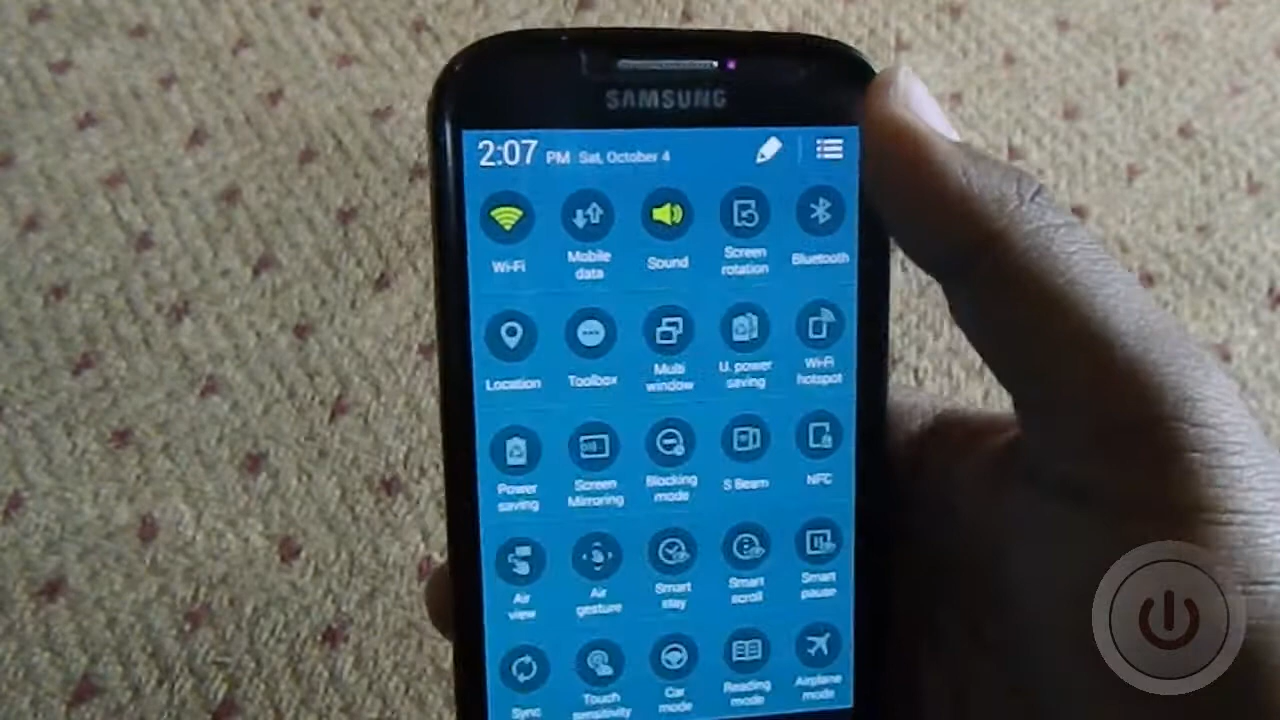 SAMSUNG
2:07 PM Sat, October 4
Wi-Fi
Mobile
data
Sound
Screen
rotation
Bluetooth
Location
Toolbox
Multi
window
U. power
saving
Wi-Fi
hotspot
Power
saving
Screen
Mirroring
Blocking
mode
S Beam
NFC
Air
view
Air
gesture
Smart
stay
Smart
scroll
Smart
pause
Sync
Touch
sensitivity
Car
mode
Reading
mode
Airplane
mode